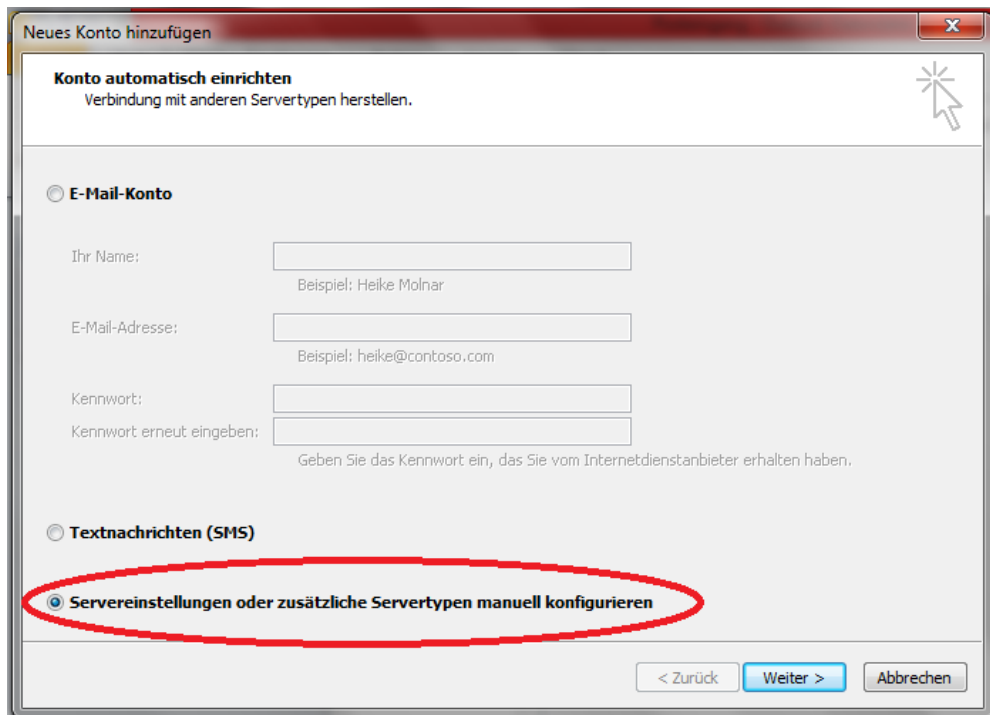 Neues Konto hinzufügen
Konto automatisch einrichten
Verbindung mit anderen Servertypen herstellen.
E-Mail-Konto
Ihr Name:
Beispiel: Heike Molnar
E-Mail-Adresse:
Beispiel: heike@contoso.com
Kennwort:
Kennwort erneut eingeben:
Geben Sie das Kennwort ein, das Sie vom Internetdienstanbieter erhalten haben.
Textnachrichten (SMS)
Servereinstellungen oder zusätzliche Servertypen manuell konfigurieren
< Zurück Weiter > Abbrechen